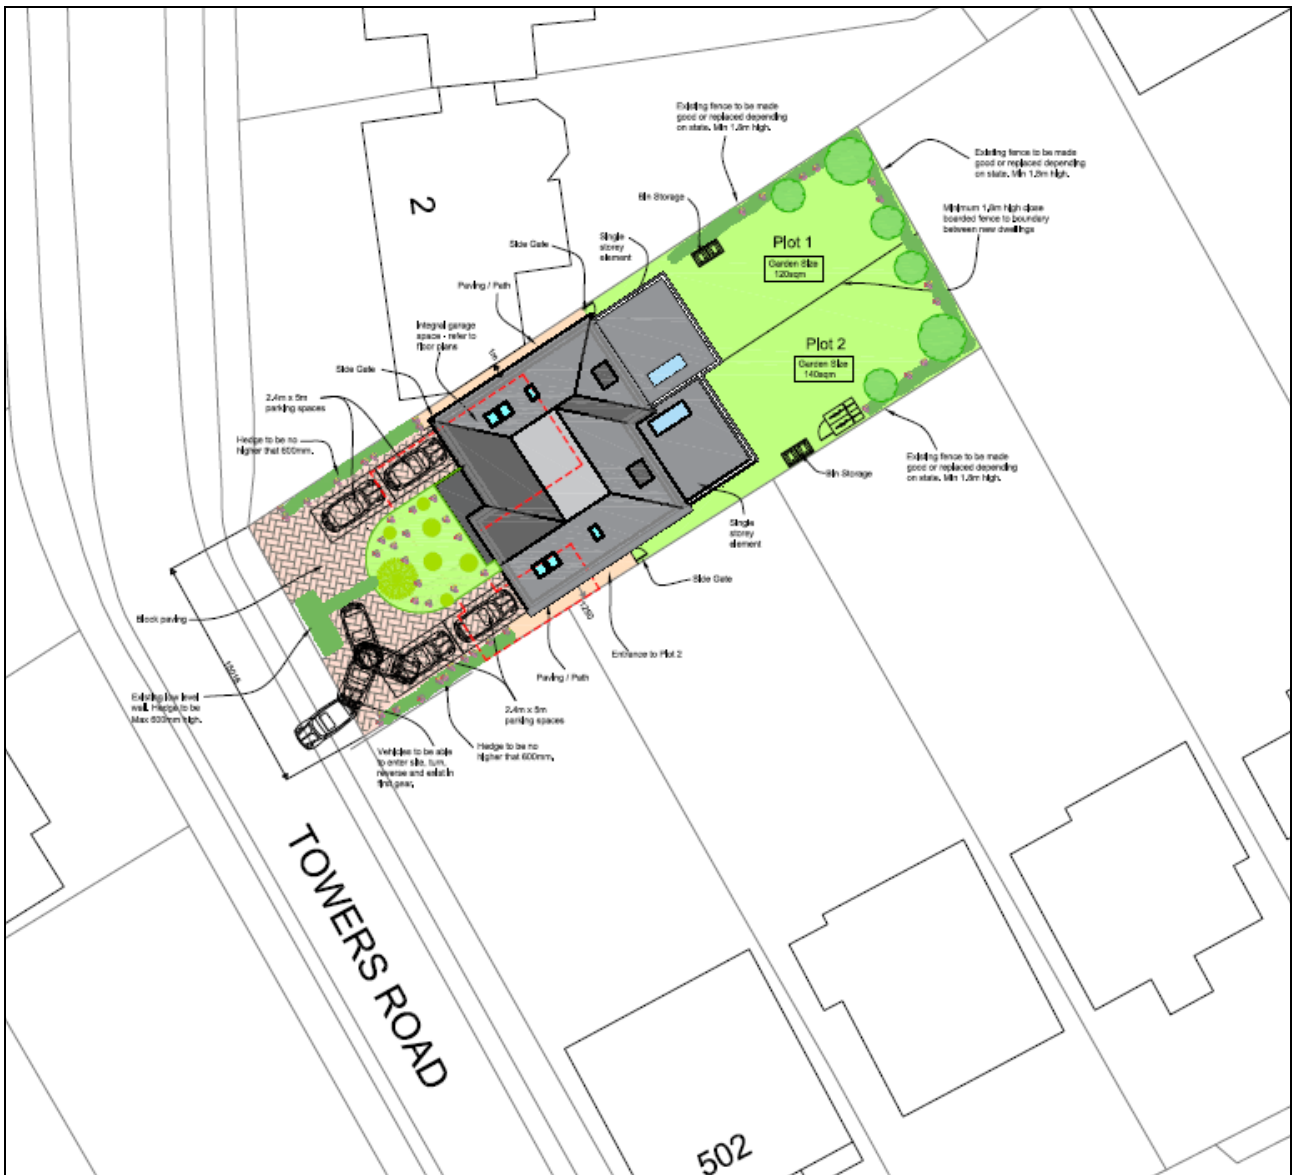 Existing fence to be made
good or replaced depending
on state. Min 1.8m high.
Existing fence to be made
good or replaced depending
on state. Min 1.8m high.
Bin Storage
Minimum 1.8m high close
boarded fence to boundary
between new dwellings
2
Side Gate
Single
storey
element
Plot 1
Garden Size
120sqm
Paving / Path
Integral garage
space - refer to
floor plans
Plot 2
Garden Size
140sqm
Side Gate
2.4m x 5m
parking spaces
Hedge to be no
higher that 600mm.
Existing fence to be made
good or replaced depending
on state. Min 1.8m high.
Bin Storage
Single
storey
element
Side Gate
Block paving
1250
Entrance to Plot 2
Paving / Path
15015
Existing low level
wall. Hedge to be
Max 600mm high.
2.4m x 5m
parking spaces
Hedge to be no
higher that 600mm.
Vehicles to be able
to enter site, turn,
reverse and exist in
first gear.
TOWERS ROAD
502